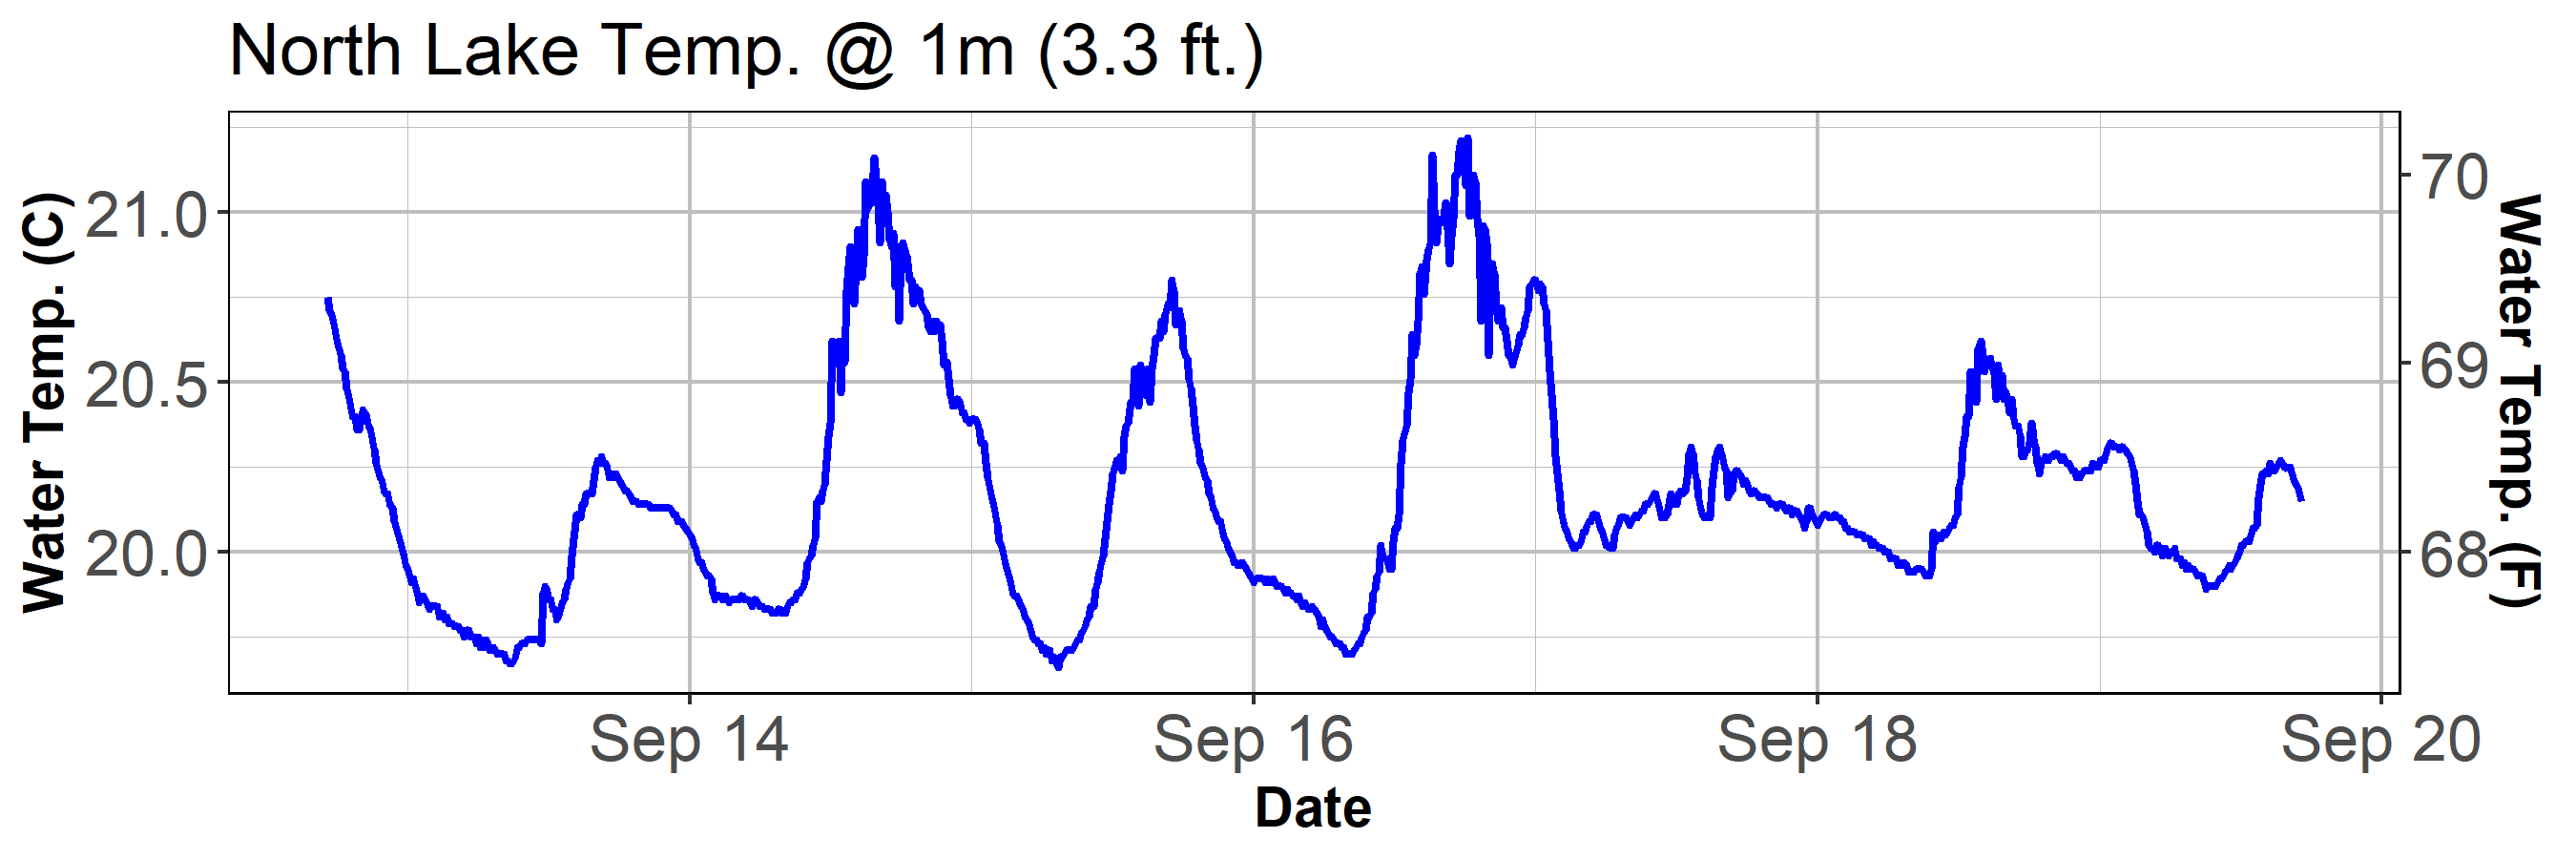 North Lake Temp. @ 1m (3.3 ft.)
Water Temp. (C)
21.0
20.5
20.0
70
69
68
Water Temp. (F)
Sep 14 Sep 16 Sep 18 Sep 20
Date